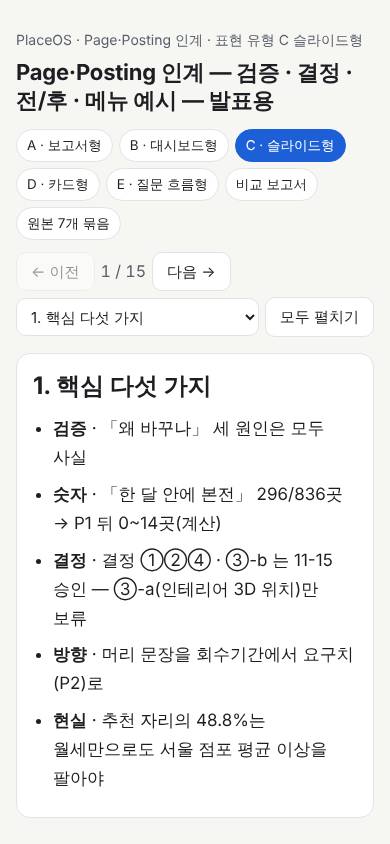 PlaceOS · Page·Posting 인계 · 표현 유형 C 슬라이드형
Page·Posting 인계 — 검증 · 결정 ·
전/후 · 메뉴 예시 — 발표용
A · 보고서형
B · 대시보드형
C · 슬라이드형
D · 카드형
E · 질문 흐름형
비교 보고서
원본 7개 묶음
← 이전
1 / 15
다음 →
1. 핵심 다섯 가지
모두 펼치기
1. 핵심 다섯 가지
• 검증 · 「왜 바꾸나」 세 원인은 모두
사실
• 숫자 · 「한 달 안에 본전」 296/836곳
→ P1 뒤 0~14곳(계산)
• 결정 · 결정 ①②④ · ③-b 는 11-15
승인 — ③-a(인테리어 3D 위치)만
보류
• 방향 · 머리 문장을 회수기간에서 요구치
(P2)로
• 현실 · 추천 자리의 48.8%는
월세만으로도 서울 점포 평균 이상을
팔아야